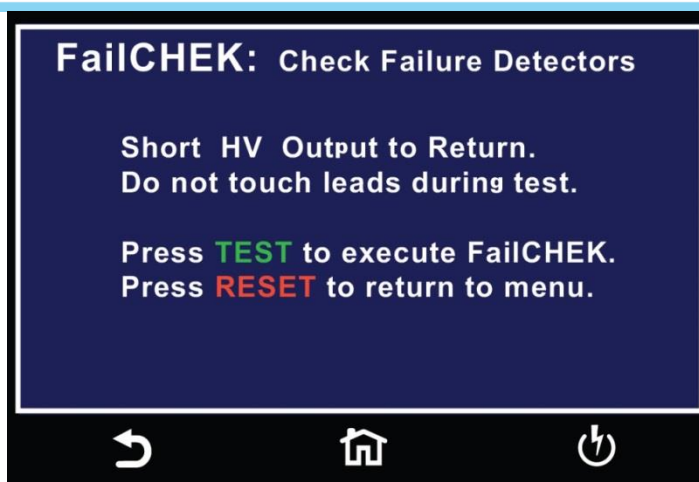 FailCHEK: Check Failure Detectors
Short HV Output to Return.
Do not touch leads during test.
Press TEST to execute FailCHEK.
Press RESET to return to menu.